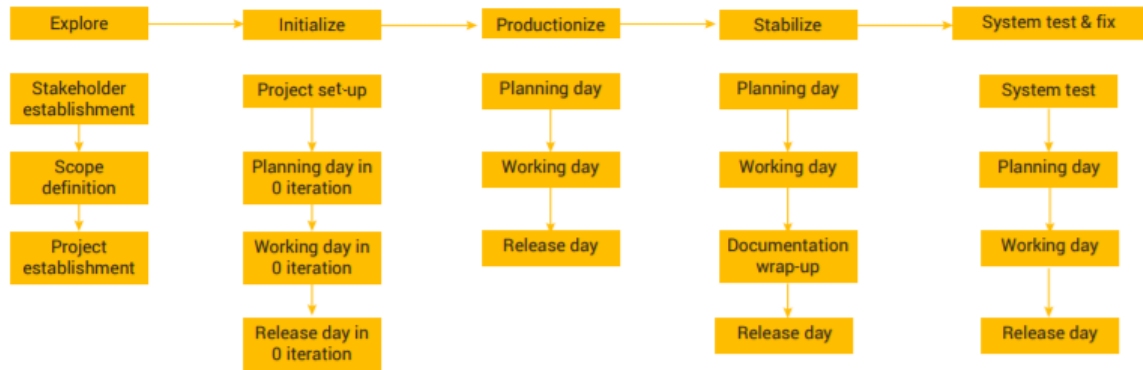 Explore
Initialize
Productionize
Stabilize
System test & fix
Stakeholder
establishment
Scope
definition
Project
establishment
Project set-up
Planning day in
0 iteration
Working day in
0 iteration
Release day in
0 iteration
Planning day
Working day
Release day
Planning day
Working day
Documentation
wrap-up
Release day
System test
Planning day
Working day
Release day